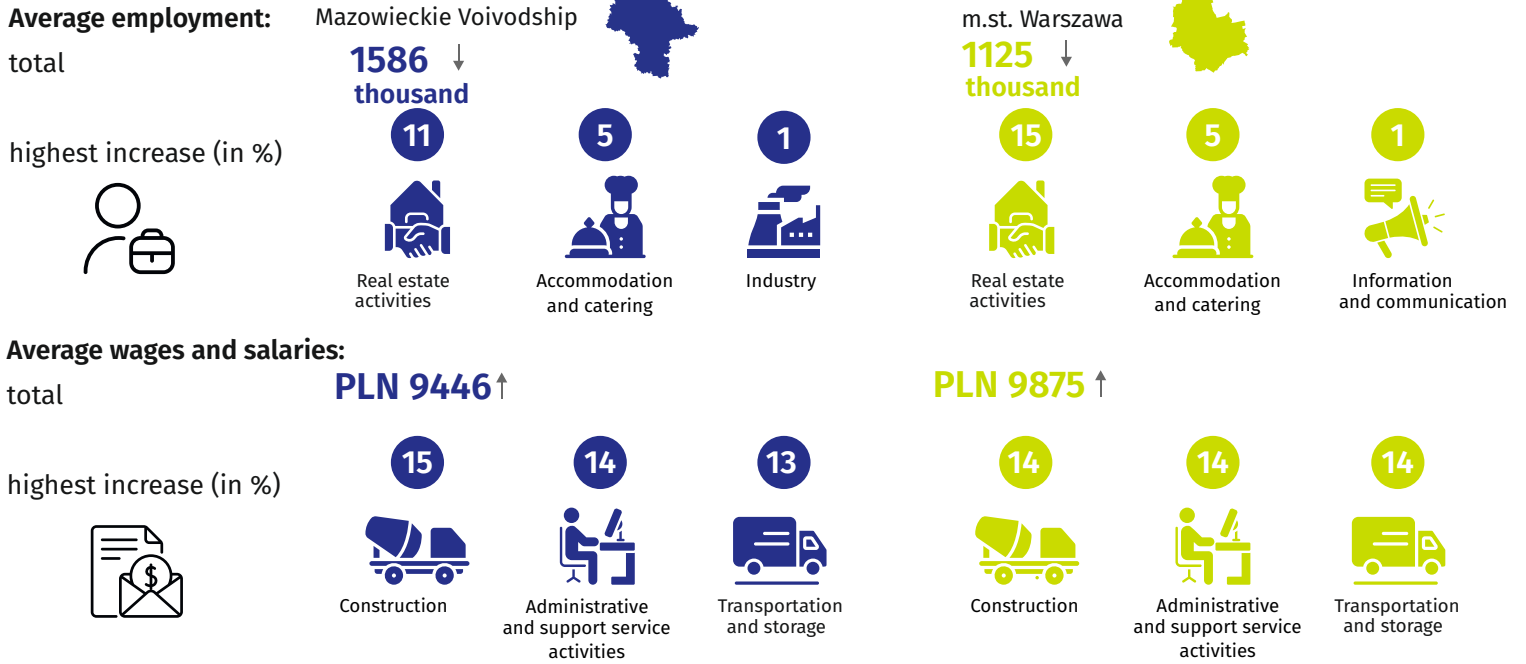 Average employment:
Mazowieckie Voivodship
m.st. Warszawa
total
1586
thousand
1125
thousand
highest increase (in %)
11
5
1
15
5
1
Real estate
activities
Accommodation
and catering
Industry
Real estate
activities
Accommodation
and catering
Information
and communication
Average wages and salaries:
total
PLN 9446
PLN 9875
highest increase (in %)
15
14
13
14
14
14
$
Construction
Administrative
and support service
activities
Transportation
and storage
Construction
Administrative
and support service
activities
Transportation
and storage